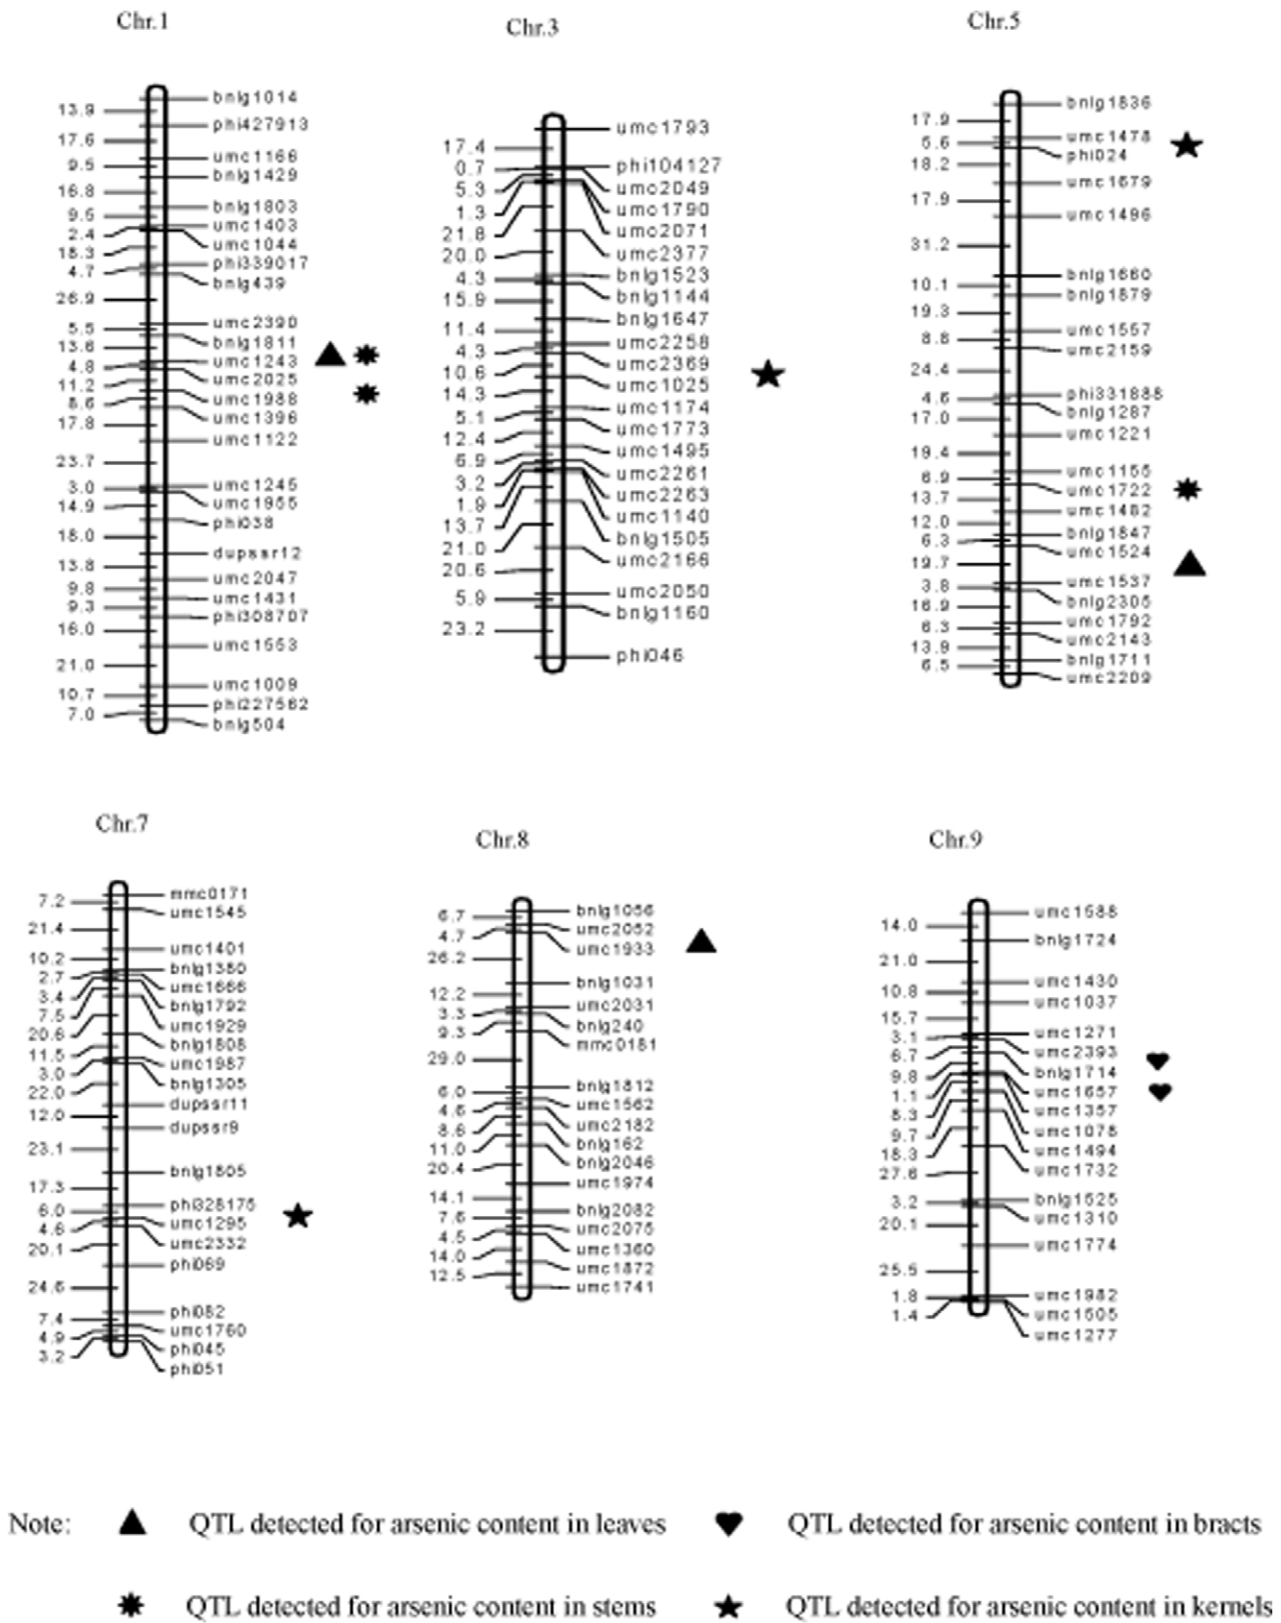 Chr.1
13.9
17.6
9.5
16.8
9.5
2.4
18.3
4.7
26.9
5.5
13.6
4.8
11.2
8.6
17.8
23.7
3.0
14.9
18.0
13.8
9.8
9.3
16.0
21.0
10.7
7.0
bnlg1014
phi427913
umc1166
bnlg1429
bnlg1803
umc1403
umc1044
phi339017
bnlg439
umc2390
bnlg1811
umc1243
umc2025
umc1988
umc1396
umc1122
umc1245
umc1955
phi038
dupssr12
umc2047
umc1431
phi308707
umc1553
umc1009
phi227562
bnlg504
Chr.3
17.4
0.7
5.3
1.3
21.8
20.0
4.3
15.9
11.4
4.3
10.6
14.3
5.1
12.4
6.9
3.2
1.9
13.7
21.0
20.6
5.9
23.2
umc1793
phi104127
umc2049
umc1790
umc2071
umc2377
bnlg1523
bnlg1144
bnlg1647
umc2258
umc2369
umc1025
umc1174
umc1773
umc1495
umc2261
umc2263
umc1140
bnlg1505
umc2166
umc2050
bnlg1160
phi046
Chr.5
17.9
5.6
18.2
17.9
31.2
10.1
19.3
8.8
24.4
4.6
17.0
19.4
6.9
13.7
12.0
6.3
19.7
3.8
16.9
6.3
13.9
6.5
bnlg1836
umc1478
phi024
umc1679
umc1496
bnlg1660
bnlg1879
umc1557
umc2159
phi331888
bnlg1287
umc1221
umc1155
umc1722
umc1482
bnlg1847
umc1524
umc1537
bnlg2305
umc1792
umc2143
bnlg1711
umc2209
Chr.7
7.2
21.4
10.2
2.7
3.4
7.5
20.6
11.5
3.0
22.0
12.0
23.1
17.3
6.0
4.6
20.1
24.6
7.4
4.9
3.2
mmc0171
umc1545
umc1401
bnlg1380
umc1666
bnlg1792
umc1929
bnlg1808
umc1987
bnlg1305
dupssr11
dupssr9
bnlg1805
phi328175
umc1295
umc2332
phi069
phi082
umc1760
phi045
phi051
Chr.8
6.7
4.7
26.2
12.2
3.3
9.3
29.0
6.0
4.6
8.6
11.0
20.4
14.1
7.6
4.5
14.0
12.5
bnlg1056
umc2052
umc1933
bnlg1031
umc2031
bnlg240
mmc0181
bnlg1812
umc1562
umc2182
bnlg162
bnlg2046
umc1974
bnlg2082
umc2075
umc1360
umc1872
umc1741
Chr.9
14.0
21.0
10.8
15.7
3.1
6.7
9.8
1.1
8.3
9.7
18.3
27.6
3.2
20.1
25.5
1.8
1.4
umc1588
bnlg1724
umc1430
umc1037
umc1271
umc2393
bnlg1714
umc1657
umc1357
umc1078
umc1494
umc1732
bnlg1525
umc1310
umc1774
umc1982
umc1505
umc1277
Note: QTL detected for arsenic content in leaves QTL detected for arsenic content in bracts
QTL detected for arsenic content in stems QTL detected for arsenic content in kernels